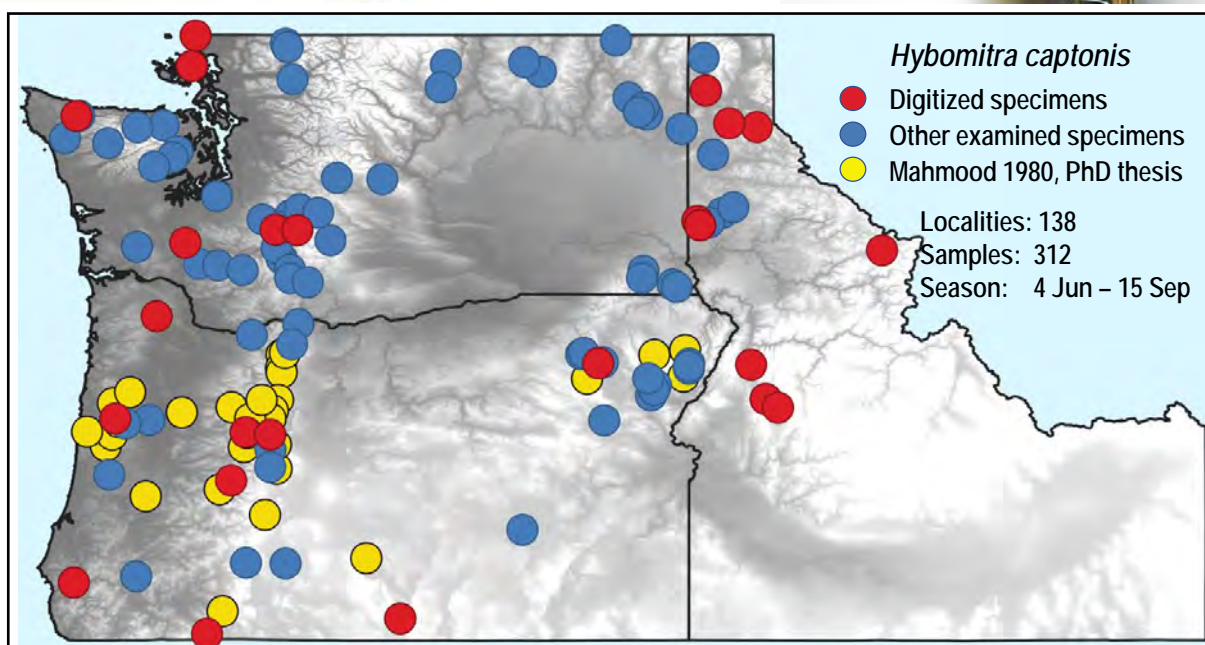 Hybomitra captonis
Digitized specimens
Other examined specimens
Mahmood 1980, PhD thesis
Localities: 138
Samples: 312
Season: 4 Jun – 15 Sep